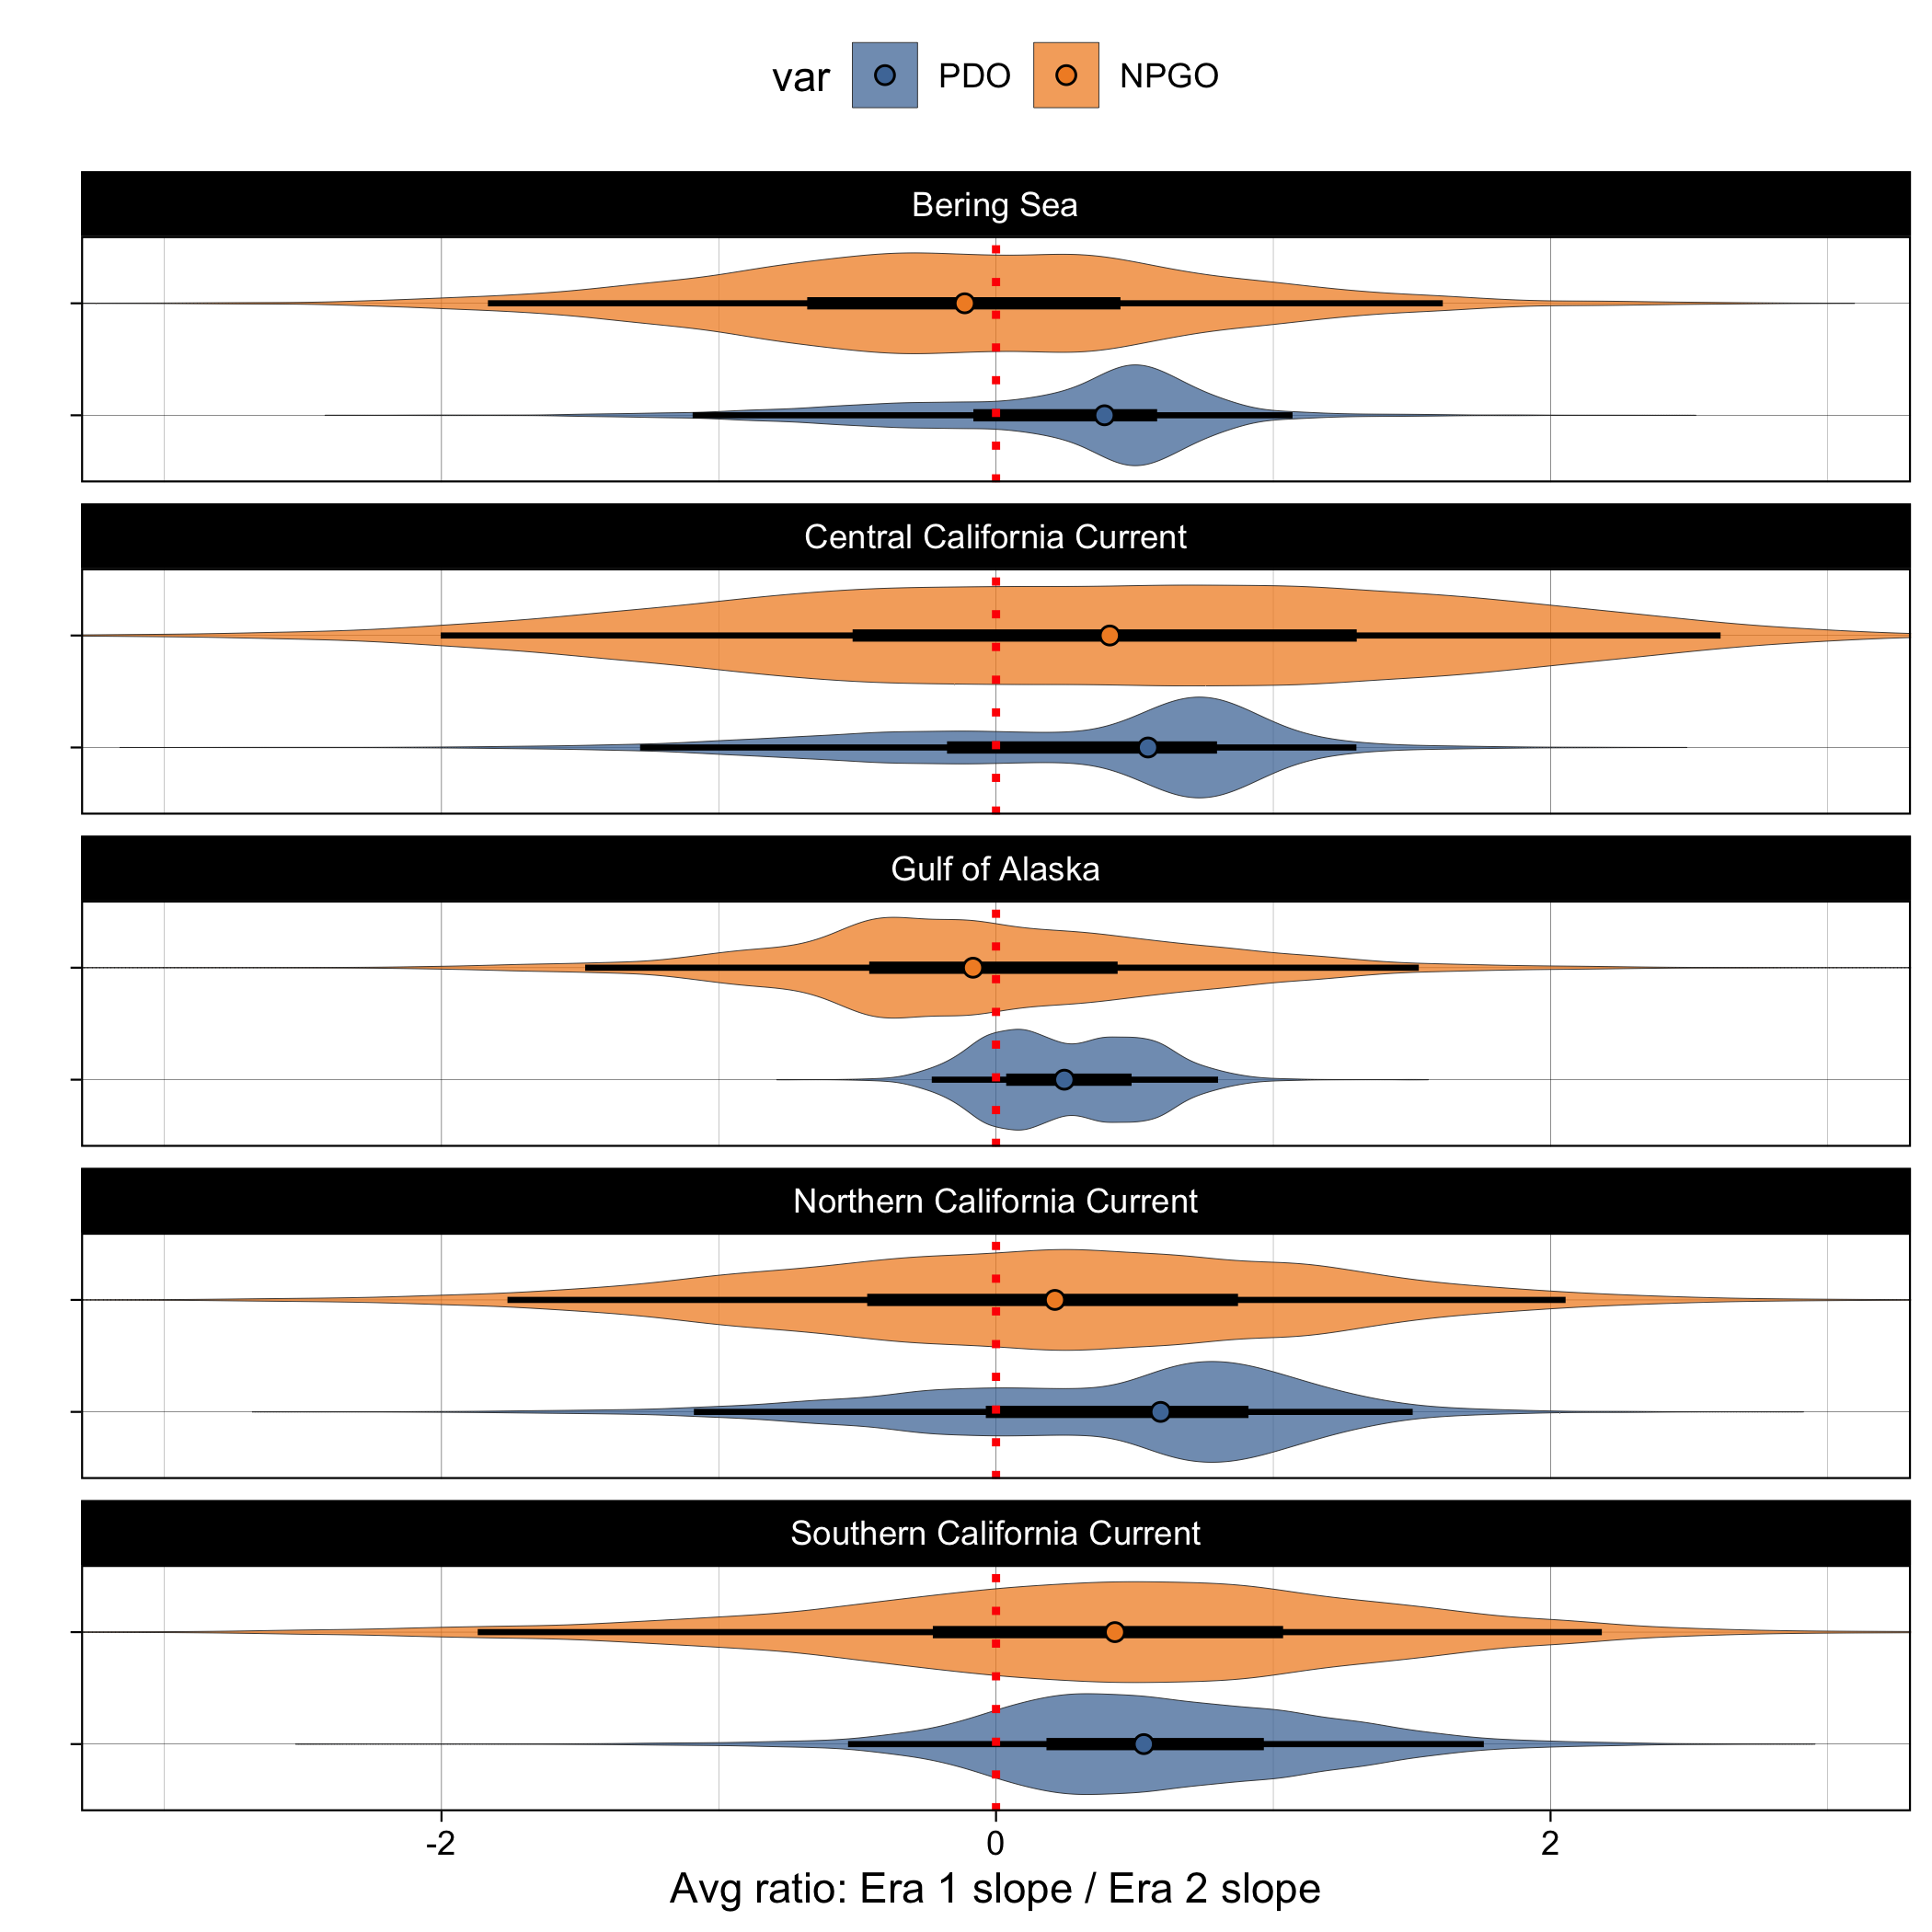 var PDO NPGO
Bering Sea
Central California Current
Gulf of Alaska
Northern California Current
Southern California Current
-2 0 2
Avg ratio: Era 1 slope / Era 2 slope